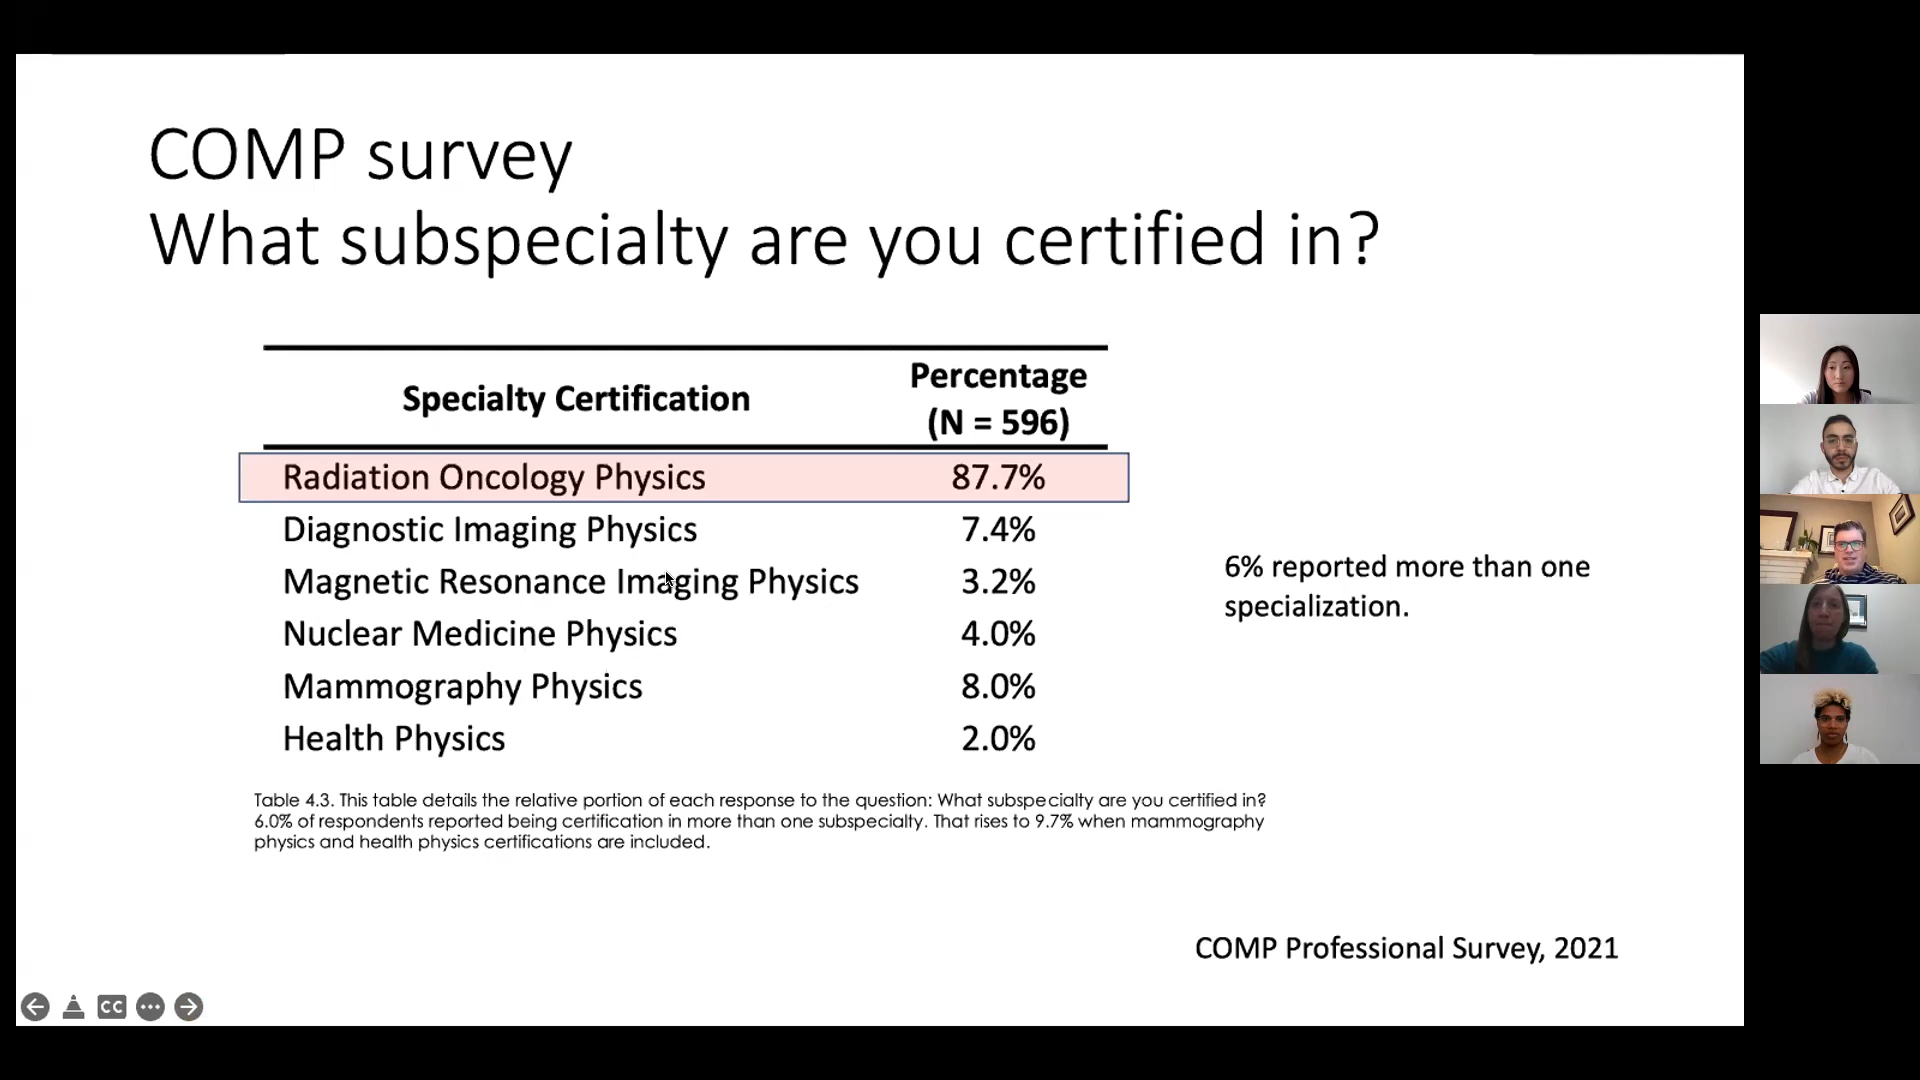 COMP survey
What subspecialty are you certified in?
Specialty Certification
Percentage
(N = 596)
Radiation Oncology Physics 87.7%
Diagnostic Imaging Physics 7.4%
Magnetic Resonance Imaging Physics 3.2%
Nuclear Medicine Physics 4.0%
Mammography Physics 8.0%
Health Physics 2.0%
6% reported more than one
specialization.
Table 4.3. This table details the relative portion of each response to the question: What subspecialty are you certified in?
6.0% of respondents reported being certification in more than one subspecialty. That rises to 9.7% when mammography
physics and health physics certifications are included.
COMP Professional Survey, 2021
CC